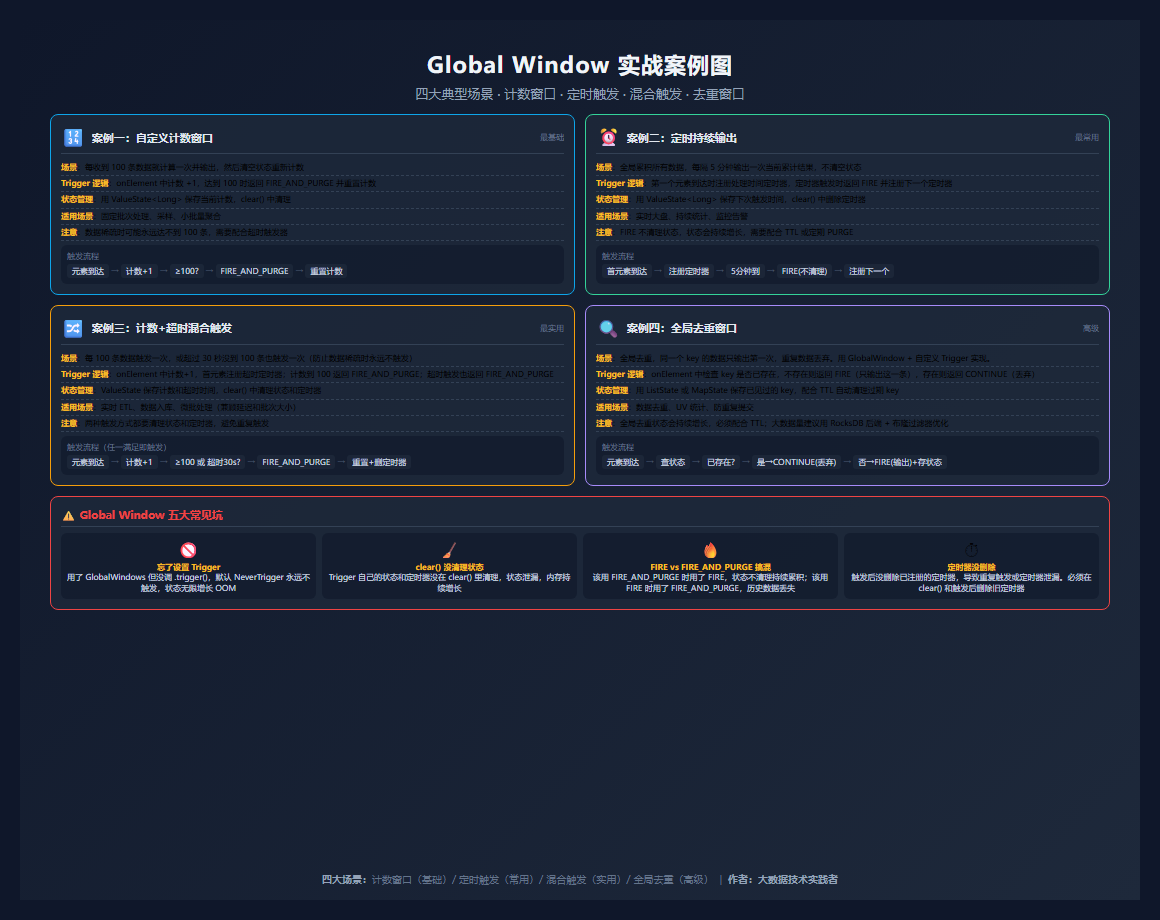 Global Window 实战案例图
四大典型场景 · 计数窗口 · 定时触发 · 混合触发 · 去重窗口
案例一：自定义计数窗口 最基础
场景 每收到 100 条数据就计算一次并输出，然后清空状态重新计数
Trigger 逻辑 onElement 中计数 +1，达到 100 时返回 FIRE_AND_PURGE 并重置计数
状态管理 用 ValueState<Long> 保存当前计数，clear() 中清理
适用场景 固定批次处理、采样、小批量聚合
注意 数据稀疏时可能永远达不到 100 条，需要配合超时触发器
触发流程
元素到达 → 计数+1 → ≥100? → FIRE_AND_PURGE → 重置计数
案例二：定时持续输出 最常用
场景 全局累积所有数据，每隔 5 分钟输出一次当前累计结果，不清空状态
Trigger 逻辑 第一个元素到达时注册处理时间定时器，定时器触发时返回 FIRE 并注册下一个定时器
状态管理 用 ValueState<Long> 保存下次触发时间，clear() 中删除定时器
适用场景 实时大盘、持续统计、监控告警
注意 FIRE 不清理状态，状态会持续增长，需要配合 TTL 或定期 PURGE
触发流程
首元素到达 → 注册定时器 → 5分钟到 → FIRE(不清理) → 注册下一个
案例三：计数+超时混合触发 最实用
场景 每 100 条数据触发一次，或超过 30 秒没到 100 条也触发一次（防止数据稀疏时永远不触发）
Trigger 逻辑 onElement 中计数+1，首元素注册超时定时器；计数到 100 返回 FIRE_AND_PURGE；超时触发也返回 FIRE_AND_PURGE
状态管理 ValueState 保存计数和超时时间，clear() 中清理状态和定时器
适用场景 实时 ETL、数据入库、微批处理（兼顾延迟和批次大小）
注意 两种触发方式都要清理状态和定时器，避免重复触发
触发流程（任一满足即触发）
元素到达 → 计数+1 → ≥100 或 超时30s? → FIRE_AND_PURGE → 重置+删定时器
案例四：全局去重窗口 高级
场景 全局去重，同一个 key 的数据只输出第一次，重复数据丢弃。用 GlobalWindow + 自定义 Trigger 实现。
Trigger 逻辑 onElement 中检查 key 是否已存在，不存在则返回 FIRE（只输出这一条），存在则返回 CONTINUE（丢弃）
状态管理 用 ListState 或 MapState 保存已见过的 key，配合 TTL 自动清理过期 key
适用场景 数据去重、UV 统计、防重复提交
注意 全局去重状态会持续增长，必须配合 TTL；大数据量建议用 RocksDB 后端 + 布隆过滤器优化
触发流程
元素到达 → 查状态 → 已存在? → 是→CONTINUE(丢弃) → 否→FIRE(输出)+存状态
Global Window 五大常见坑
忘了设置 Trigger
用了 GlobalWindows 但没调 .trigger()，默认 NeverTrigger 永远不
触发，状态无限增长 OOM
clear() 没清理状态
Trigger 自己的状态和定时器没在 clear() 里清理，状态泄漏，内存持
续增长
FIRE vs FIRE_AND_PURGE 搞混
该用 FIRE_AND_PURGE 时用了 FIRE，状态不清理持续累积；该用
FIRE 时用了 FIRE_AND_PURGE，历史数据丢失
定时器没删除
触发后没删除已注册的定时器，导致重复触发或定时器泄漏。必须在
clear() 和触发后删除旧定时器
四大场景：计数窗口（基础）/ 定时触发（常用）/ 混合触发（实用）/ 全局去重（高级） | 作者：大数据技术实践者